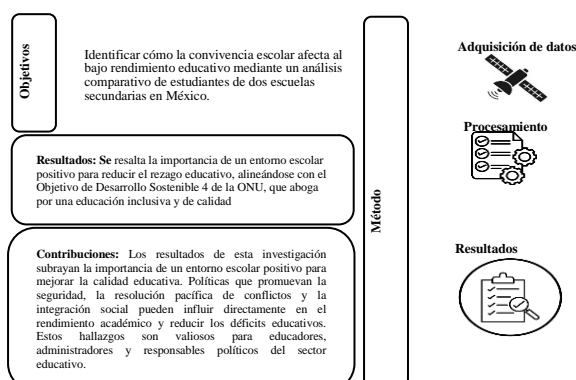 Objetivos
Identificar cómo la convivencia escolar afecta al
bajo rendimiento educativo mediante un análisis
comparativo de estudiantes de dos escuelas
secundarias en México.
Resultados: Se resalta la importancia de un entorno escolar
positivo para reducir el rezago educativo, alineándose con el
Objetivo de Desarrollo Sostenible 4 de la ONU, que aboga
por una educación inclusiva y de calidad
Contribuciones: Los resultados de esta investigación
subrayan la importancia de un entorno escolar positivo para
mejorar la calidad educativa. Políticas que promuevan la
seguridad, la resolución pacífica de conflictos y la
integración social pueden influir directamente en el
rendimiento académico y reducir los déficits educativos.
Estos hallazgos son valiosos para educadores,
administradores y responsables políticos del sector
educativo.
Método
Adquisición de datos
Procesamiento
Resultados